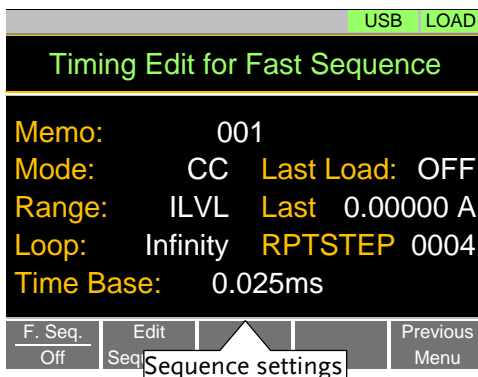 USB LOAD
Timing Edit for Fast Sequence
Memo: 001
Mode: CC Last Load: OFF
Range: ILVL Last 0.00000 A
Loop: Infinity RPTSTEP 0004
Time Base: 0.025ms
F. Seq. Edit Previous
Off Menu
Sequence settings